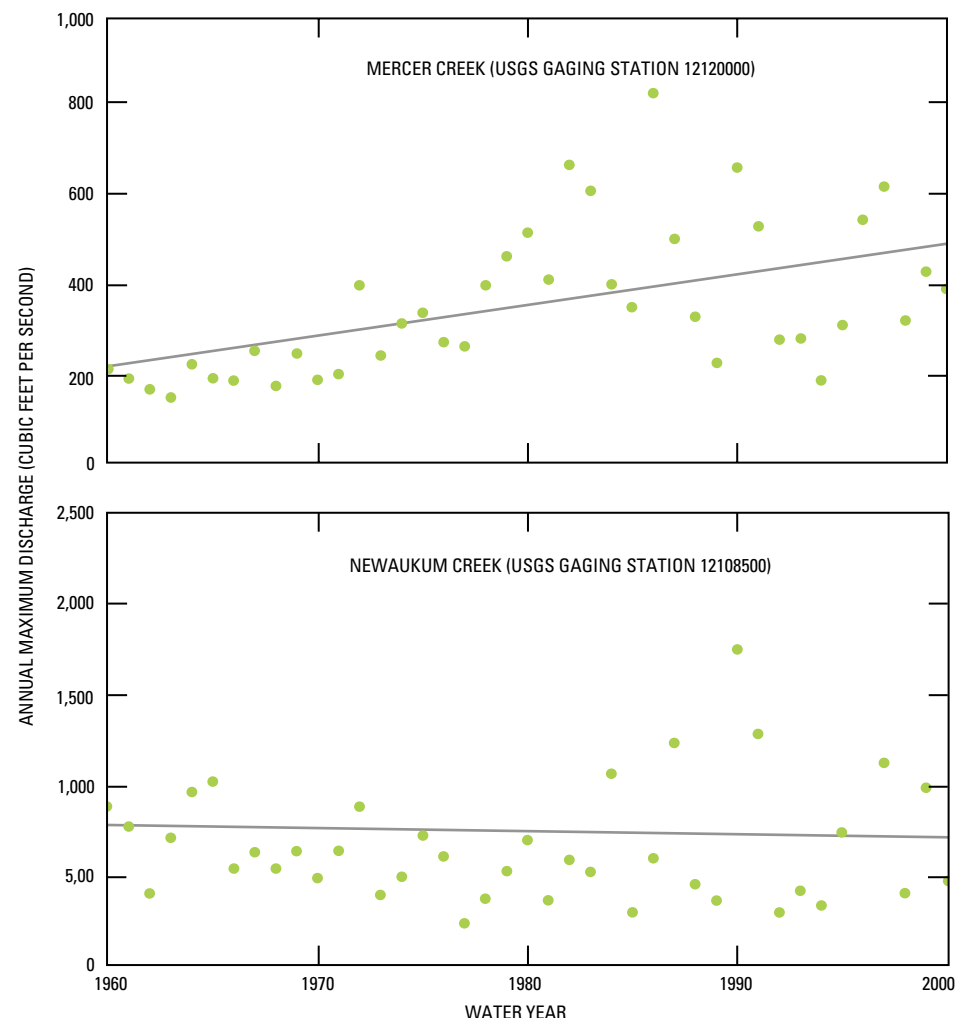 1,000
MERCER CREEK (USGS GAGING STATION 12120000)
800
600
400
200
0
ANNUAL MAXIMUM DISCHARGE (CUBIC FEET PER SECOND)
2,500
NEWAUKUM CREEK (USGS GAGING STATION 12108500)
2,000
1,500
1,000
5,00
0
1960 1970 1980 1990 2000
WATER YEAR